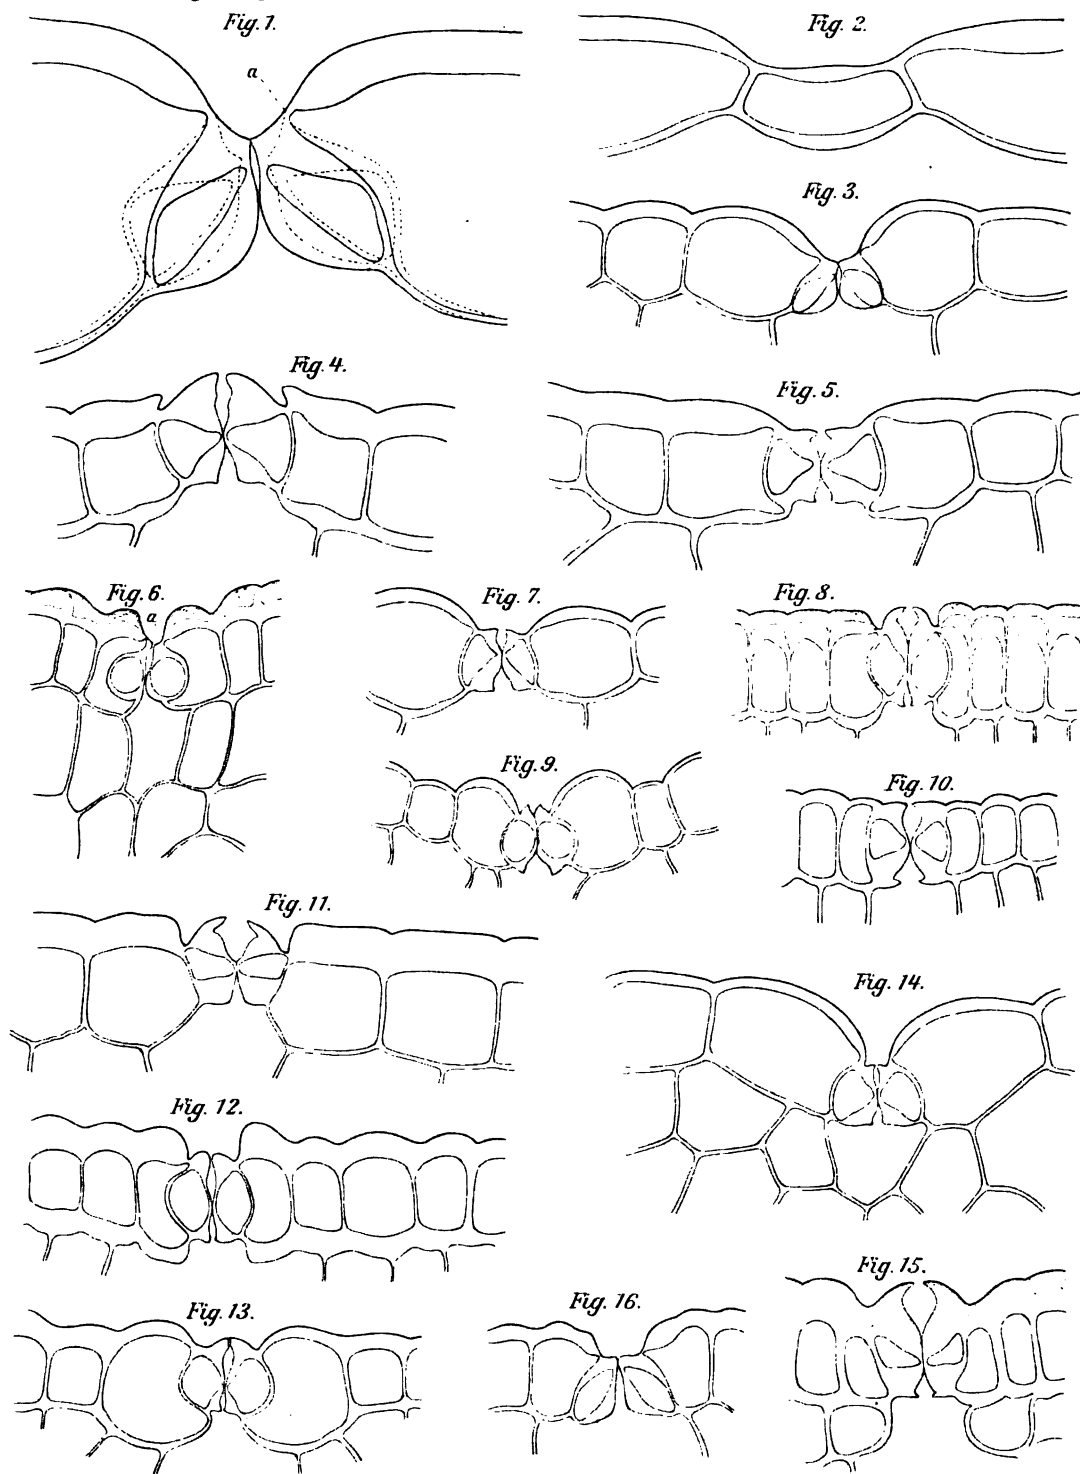 Fig. 1.
a
Fig. 2.
Fig. 3.
Fig. 4.
Fig. 5.
Fig. 6.
a
Fig. 7.
Fig. 8.
Fig. 9.
Fig. 10.
Fig. 11.
Fig. 14.
Fig. 12.
Fig. 15.
Fig. 13.
Fig. 16.